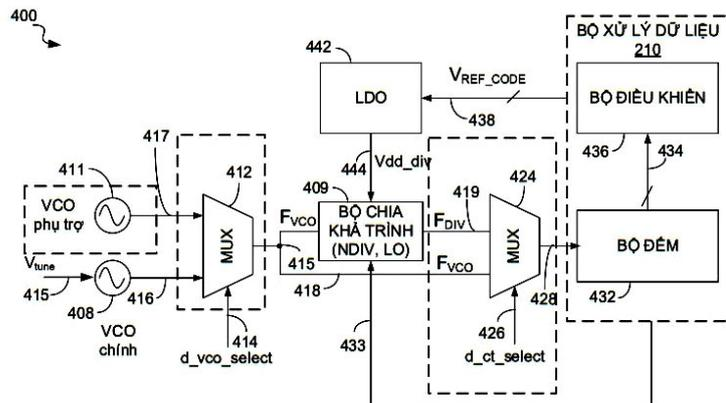 400
BỘ XỬ LÝ DỮ LIỆU
210
442
LDO
VREF_CODE
438
BỘ ĐIỀU KHIỂN
436
434
444
Vdd_div
417
411
VCO
phụ trợ
412
MUX
409
BỘ CHIA
KHẢ TRÌNH
(NDIV, LO)
FVCO
FDIV
419
424
MUX
BỘ ĐẾM
432
Vtune
415
408
416
VCO
chính
415
418
FVCO
428
414
d_vco_select
433
426
d_ct_select